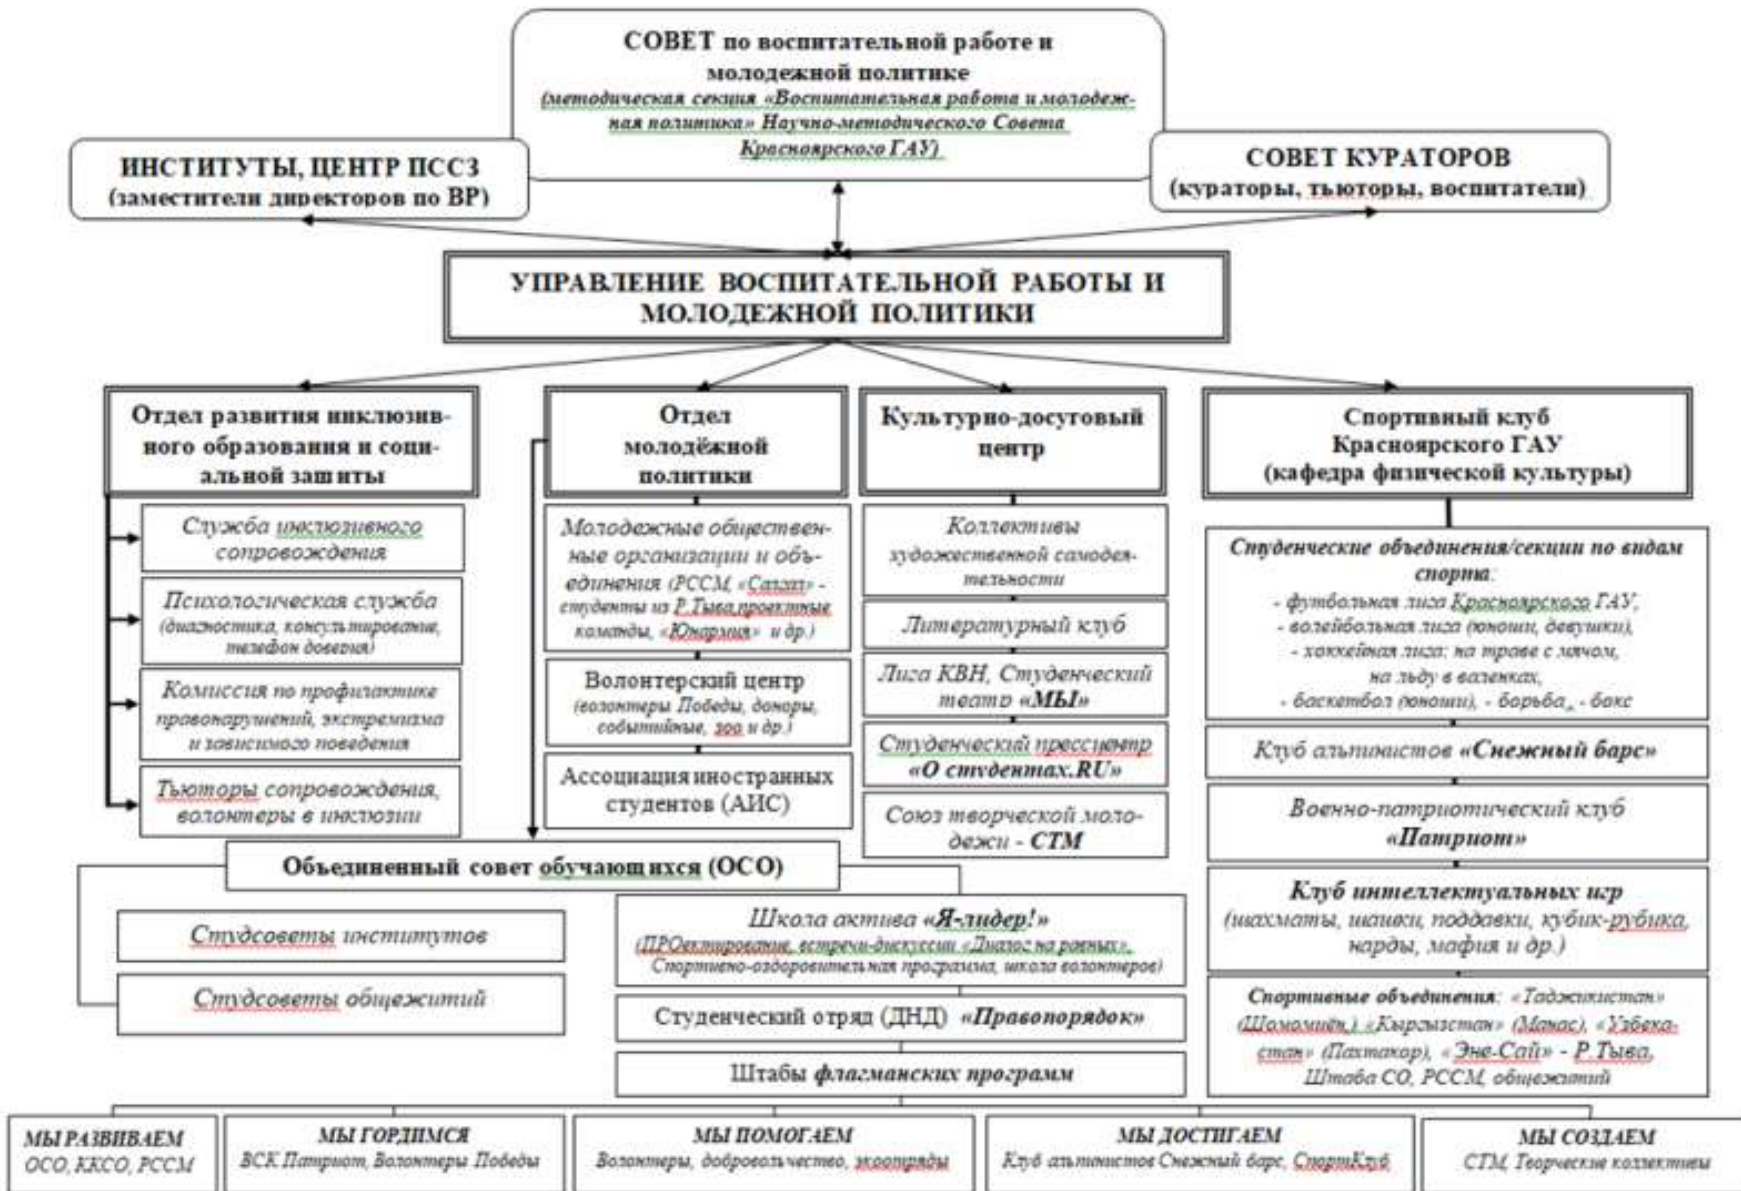 СОВЕТ по воспитательной работе и
молодежной политике
(методическая секция «Воспитательная работа и молодеж-
ная политика» Научно-методического Совета
Красноярского ГАУ)
ИНСТИТУТЫ, ЦЕНТР ПССЗ
(заместители директоров по ВР)
СОВЕТ КУРАТОРОВ
(кураторы, тьюторы, воспитатели)
УПРАВЛЕНИЕ ВОСПИТАТЕЛЬНОЙ РАБОТЫ И
МОЛОДЕЖНОЙ ПОЛИТИКИ
Отдел развития инклюзив-
ного образования и соци-
альной защиты
Служба инклюзивного
сопровождения
Психологическая служба
(диагностика, консультирование,
телефон доверия)
Комиссия по профилактике
правонарушений, экстремизма
и зависимого поведения
Тьюторы сопровождения,
волонтеры в инклюзии
Отдел
молодёжной
политики
Молодежные обществен-
ные организации и объ-
единения (РССМ, «Салгал» -
студенты из Р.Тыва,проектные
команды, «Юнармия» и др.)
Волонтерский центр
(волонтеры Победы, доноры,
событийные, зоо и др.)
Ассоциация иностранных
студентов (АИС)
Культурно-досуговый
центр
Коллективы
художественной самодея-
тельности
Литературный клуб
Лига КВН, Студенческий
театр «МЫ»
Студенческий прессцентр
«О студентах.RU»
Союз творческой моло-
дежи - СТМ
Спортивный клуб
Красноярского ГАУ
(кафедра физической культуры)
Студенческие объединения/секции по видам
спорта:
- футбольная лига Красноярского ГАУ,
- волейбольная лига (юноши, девушки),
- хоккейная лига: на траве с мячом,
на льду в валенках,
- баскетбол (юноши), - борьба, - бокс
Клуб альпинистов «Снежный барс»
Военно-патриотический клуб
«Патриот»
Клуб интеллектуальных игр
(шахматы, шашки, поддавки, кубик-рубика,
нарды, мафия и др.)
Спортивные объединения: «Таджикистан»
(Шомомиён,) «Кыргызстан» (Манас), «Узбека-
стан» (Пахтакор), «Эне-Сай» - Р.Тыва,
Штаба СО, РССМ, общежитий
Объединенный совет обучающихся (ОСО)
Студсоветы институтов
Студсоветы общежитий
Школа актива «Я-лидер!»
(ПРОектирование, встречи-дискуссии «Диалог на равных»,
Спортивно-оздоровительная программа, школа волонтеров)
Студенческий отряд (ДНД) «Правопорядок»
Штабы флагманских программ
МЫ РАЗВИВАЕМ
ОСО, ККСО, РССМ
МЫ ГОРДИМСЯ
ВСК Патриот, Волонтеры Победы
МЫ ПОМОГАЕМ
Волонтеры, добровольчество, экоотряды
МЫ ДОСТИГАЕМ
Клуб альпинистов Снежный барс, СпортКлуб
МЫ СОЗДАЕМ
СТМ, Творческие коллективы